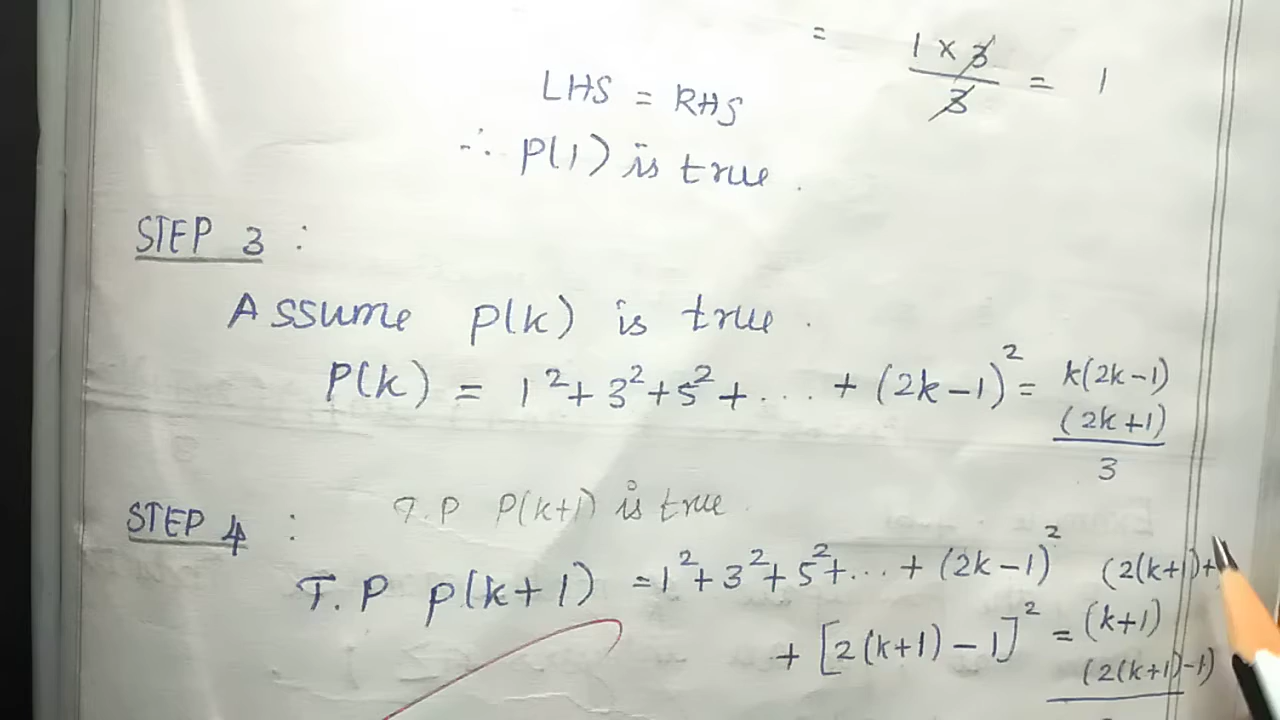 = 1 × 3 / 3 = 1
LHS = RHS
∴ P(1) is true.
STEP 3 :
Assume P(k) is true.
P(k) = 1² + 3² + 5² + . . . + (2k-1)² = k(2k-1)
(2k+1)
3
T.P P(k+1) is true.
STEP 4 :
T.P P(k+1) = 1² + 3² + 5² + . . . + (2k-1)² (2(k+1)+
+ [2(k+1) - 1]² = (k+1)
(2(k+1)-1)